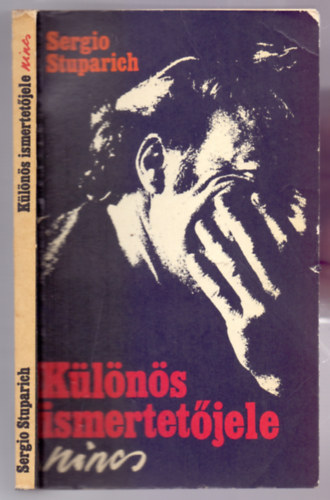 Sergio
Stuparich
Különös
ismertetőjele
nincs
Sergio Stuparich Különös ismertetőjele nincs